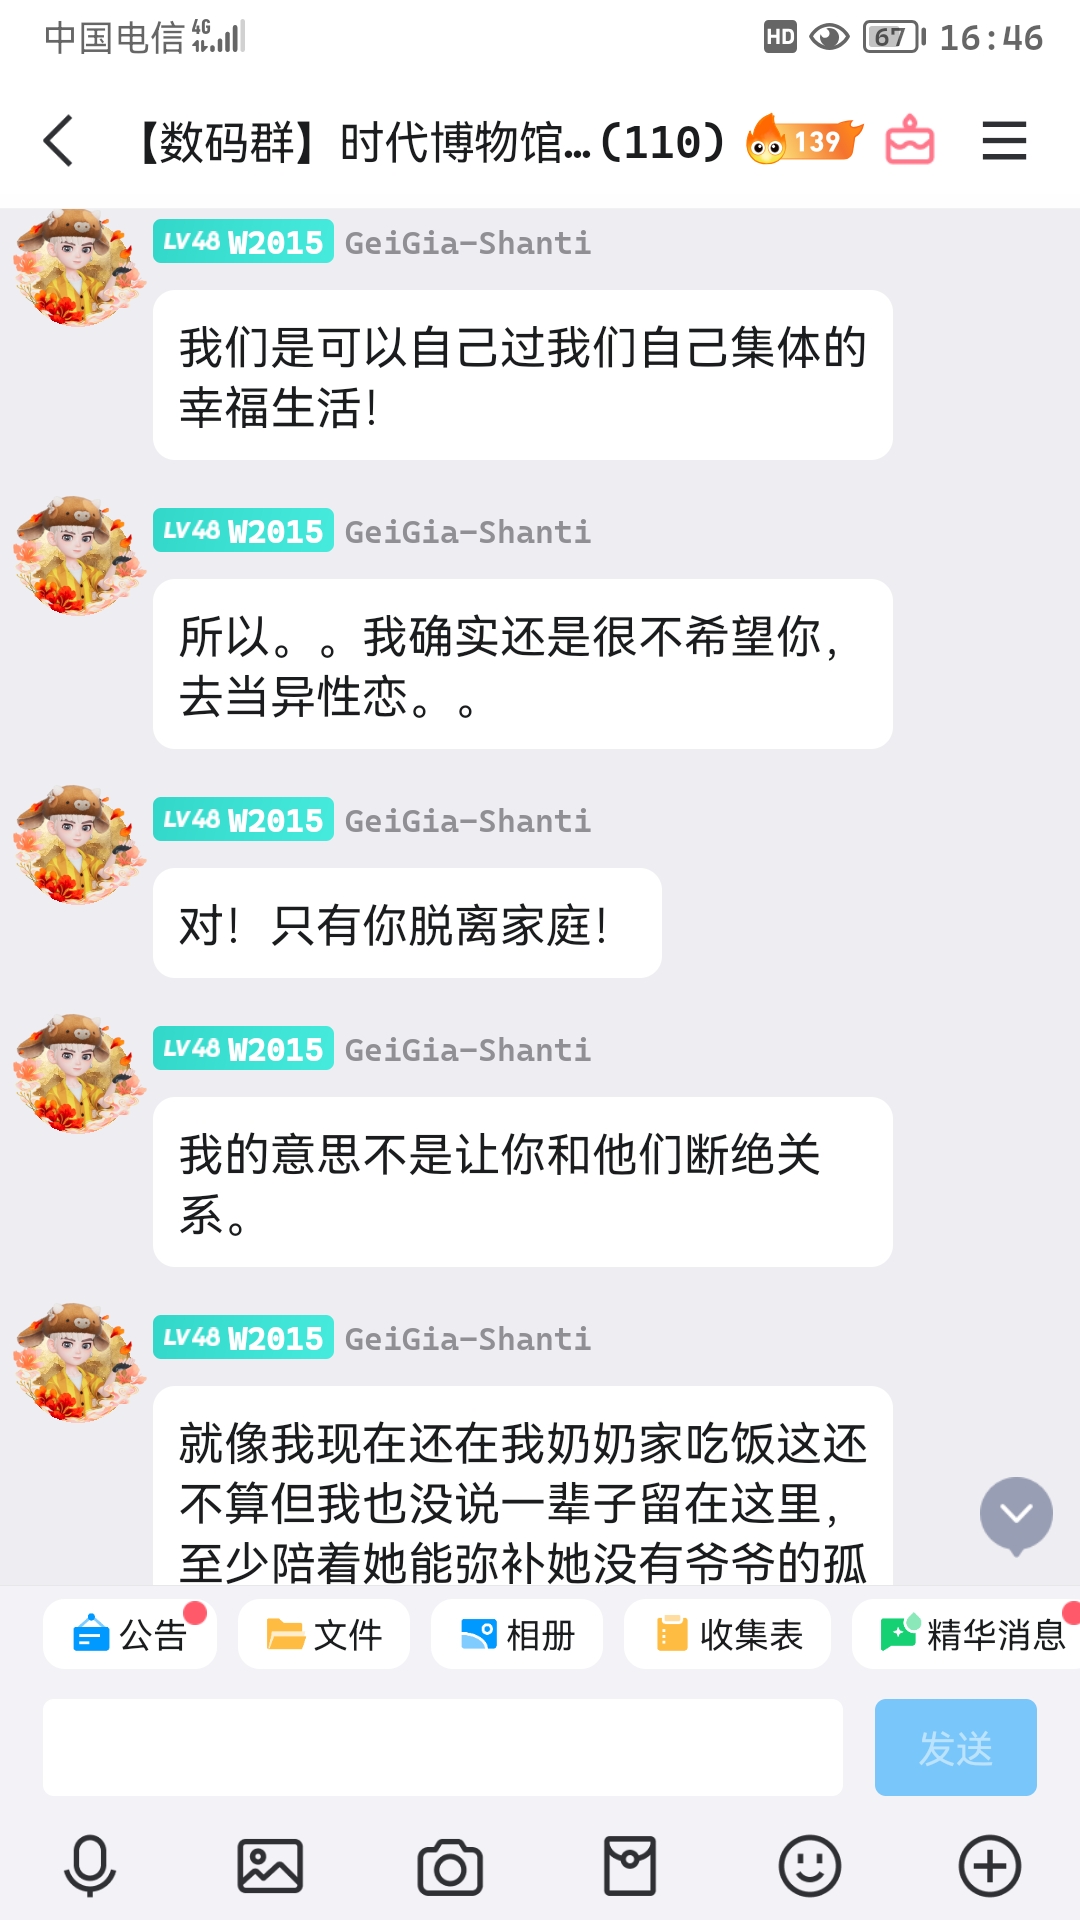 中国电信 4G HD 67 16:46
【数码群】时代博物馆...(110) 139
LV48 W2015 GeiGia-Shanti
我们是可以自己过我们自己集体的
幸福生活！
LV48 W2015 GeiGia-Shanti
所以。。我确实还是很不希望你，
去当异性恋。。
LV48 W2015 GeiGia-Shanti
对！只有你脱离家庭！
LV48 W2015 GeiGia-Shanti
我的意思不是让你和他们断绝关
系。
LV48 W2015 GeiGia-Shanti
就像我现在还在我奶奶家吃饭这还
不算但我也没说一辈子留在这里，
至少陪着她能弥补她没有爷爷的孤
公告 文件 相册 收集表 精华消息
发送